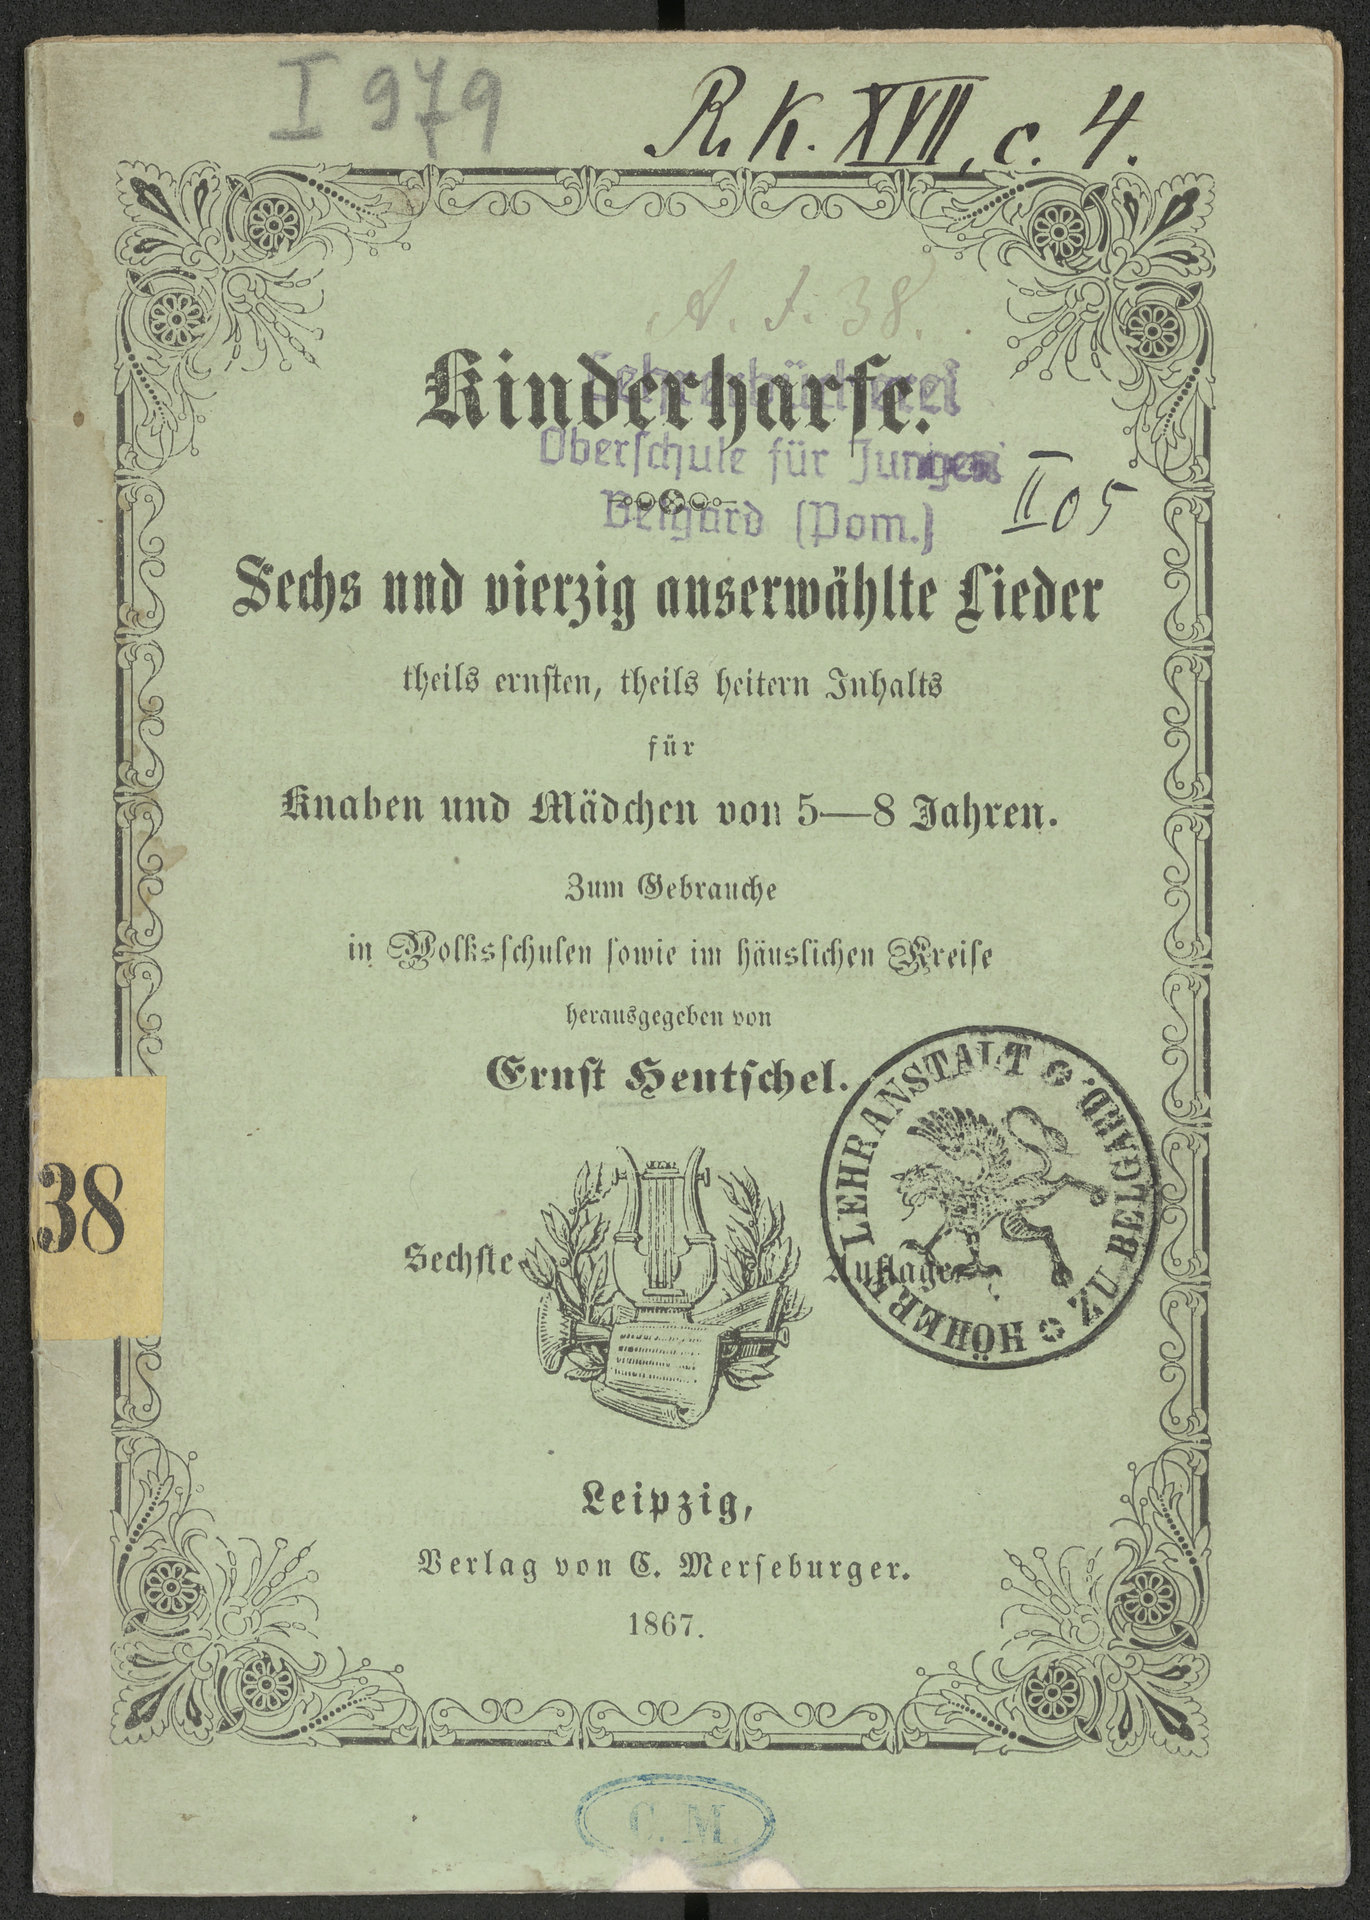 I 979
R. K. XVII, c. 4.
A. I. 38.
Kinderharfe.
Lehrerbücherei
Oberschule für Jungen
Belgard (Pom.)
II 05
Sechs und vierzig auserwählte Lieder
theils ernsten, theils heitern Inhalts
für
Knaben und Mädchen von 5—8 Jahren.
Zum Gebrauche
in Volksschulen sowie im häuslichen Kreise
herausgegeben von
Ernst Hentschel.
HÖHERE LEHRANSTALT ZU BELGARD.
38
Sechste Auflage.
Leipzig,
Verlag von C. Merseburger.
1867.
C. M.